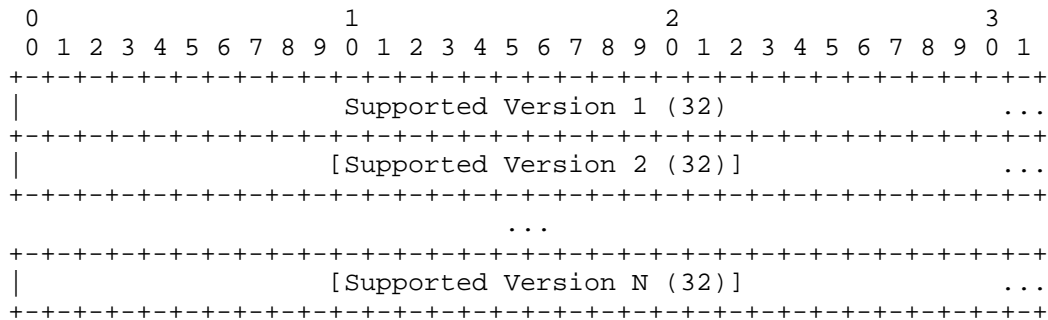 0                   1                   2                   3
 0 1 2 3 4 5 6 7 8 9 0 1 2 3 4 5 6 7 8 9 0 1 2 3 4 5 6 7 8 9 0 1
+-+-+-+-+-+-+-+-+-+-+-+-+-+-+-+-+-+-+-+-+-+-+-+-+-+-+-+-+-+-+-+-+
|                    Supported Version 1 (32)                 ...
+-+-+-+-+-+-+-+-+-+-+-+-+-+-+-+-+-+-+-+-+-+-+-+-+-+-+-+-+-+-+-+-+
|                   [Supported Version 2 (32)]                ...
+-+-+-+-+-+-+-+-+-+-+-+-+-+-+-+-+-+-+-+-+-+-+-+-+-+-+-+-+-+-+-+-+
                               ...
+-+-+-+-+-+-+-+-+-+-+-+-+-+-+-+-+-+-+-+-+-+-+-+-+-+-+-+-+-+-+-+-+
|                   [Supported Version N (32)]                ...
+-+-+-+-+-+-+-+-+-+-+-+-+-+-+-+-+-+-+-+-+-+-+-+-+-+-+-+-+-+-+-+-+